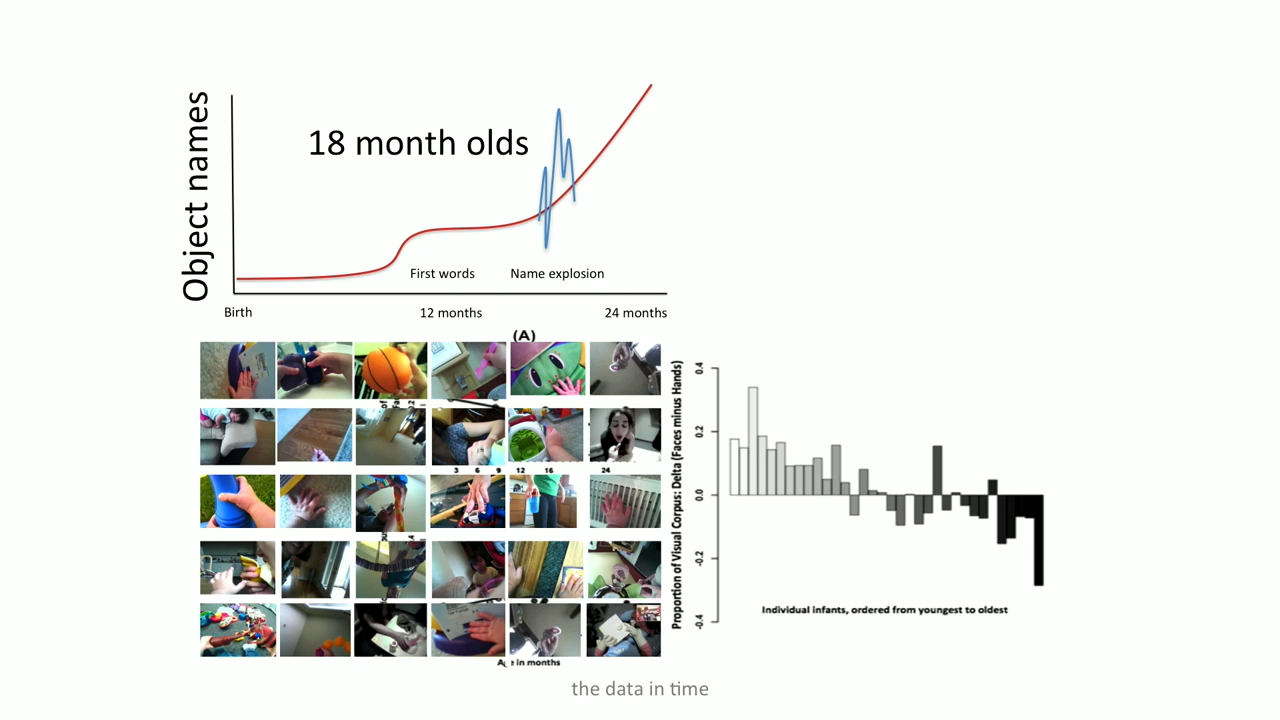 Object names
18 month olds
First words
Name explosion
Birth
12 months
24 months
(A)
3 6 9 12 16 24
in months
Proportion of Visual Corpus: Delta (Faces minus Hands)
0.4
0.2
0.0
-0.2
-0.4
Individual infants, ordered from youngest to oldest
the data in time